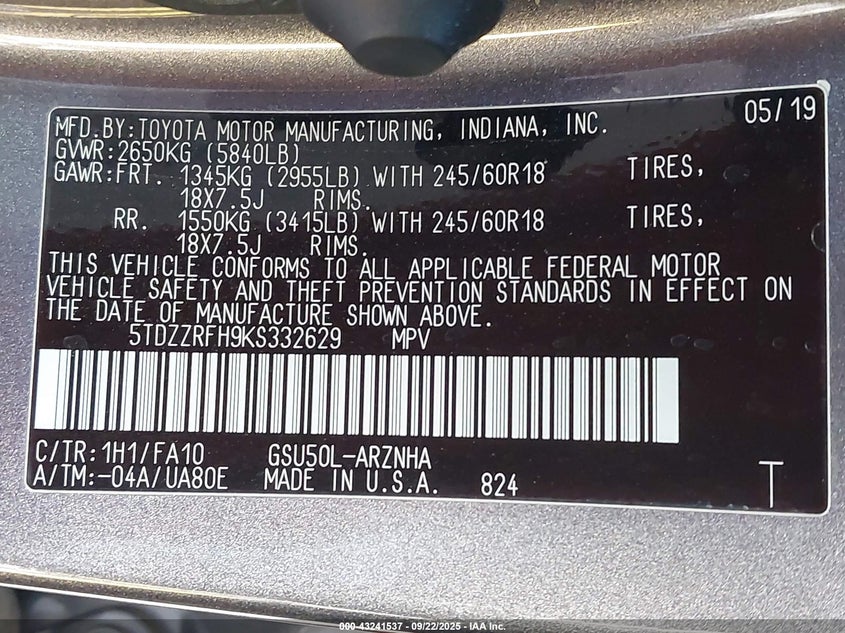 05/19
MFD.BY:TOYOTA MOTOR MANUFACTURING, INDIANA, INC.
GVWR:2650KG (5840LB)
GAWR:FRT. 1345KG (2955LB) WITH 245/60R18 TIRES,
18X7.5J RIMS.
RR. 1550KG (3415LB) WITH 245/60R18 TIRES,
18X7.5J RIMS.
THIS VEHICLE CONFORMS TO ALL APPLICABLE FEDERAL MOTOR
VEHICLE SAFETY AND THEFT PREVENTION STANDARDS IN EFFECT ON
THE DATE OF MANUFACTURE SHOWN ABOVE.
5TDZZRFH9KS332629 MPV
C/TR:1H1/FA10 GSU50L-ARZNHA
A/TM:-04A/UA80E MADE IN U.S.A. 824 T
000-43241537 - 09/22/2025 - IAA Inc.